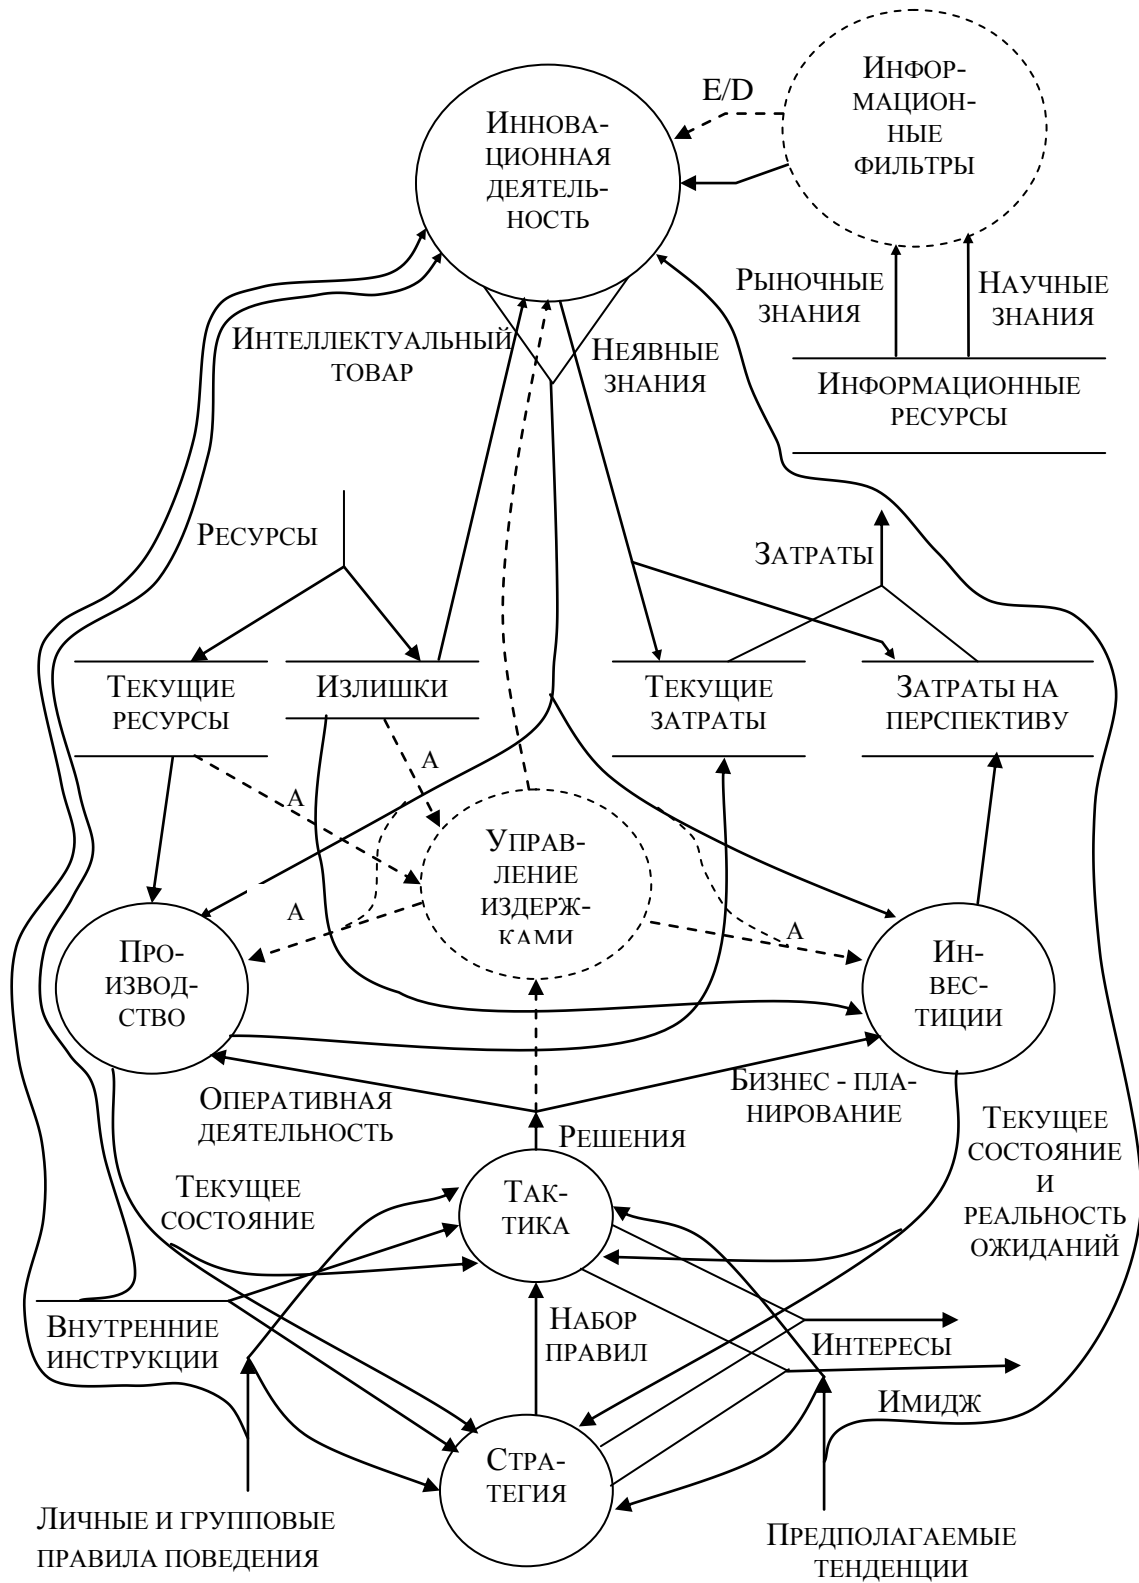 ИНФОР-
МАЦИОН-
НЫЕ
ФИЛЬТРЫ
E/D
ИННОВА-
ЦИОННАЯ
ДЕЯТЕЛЬ-
НОСТЬ
РЫНОЧНЫЕ
ЗНАНИЯ
НАУЧНЫЕ
ЗНАНИЯ
ИНТЕЛЛЕКТУАЛЬНЫЙ
ТОВАР
НЕЯВНЫЕ
ЗНАНИЯ
ИНФОРМАЦИОННЫЕ
РЕСУРСЫ
РЕСУРСЫ
ЗАТРАТЫ
ТЕКУЩИЕ
РЕСУРСЫ
ИЗЛИШКИ
ТЕКУЩИЕ
ЗАТРАТЫ
ЗАТРАТЫ НА
ПЕРСПЕКТИВУ
А
А
УПРАВ-
ЛЕНИЕ
ИЗДЕРЖ-
КАМИ
А
А
ПРО-
ИЗВОД-
СТВО
ИН-
ВЕС-
ТИЦИИ
ОПЕРАТИВНАЯ
ДЕЯТЕЛЬНОСТЬ
БИЗНЕС - ПЛА-
НИРОВАНИЕ
РЕШЕНИЯ
ТЕКУЩЕЕ
СОСТОЯНИЕ
И
РЕАЛЬНОСТЬ
ОЖИДАНИЙ
ТЕКУЩЕЕ
СОСТОЯНИЕ
ТАК-
ТИКА
ВНУТРЕННИЕ
ИНСТРУКЦИИ
НАБОР
ПРАВИЛ
ИНТЕРЕСЫ
ИМИДЖ
СТРА-
ТЕГИЯ
ЛИЧНЫЕ И ГРУППОВЫЕ
ПРАВИЛА ПОВЕДЕНИЯ
ПРЕДПОЛАГАЕМЫЕ
ТЕНДЕНЦИИ